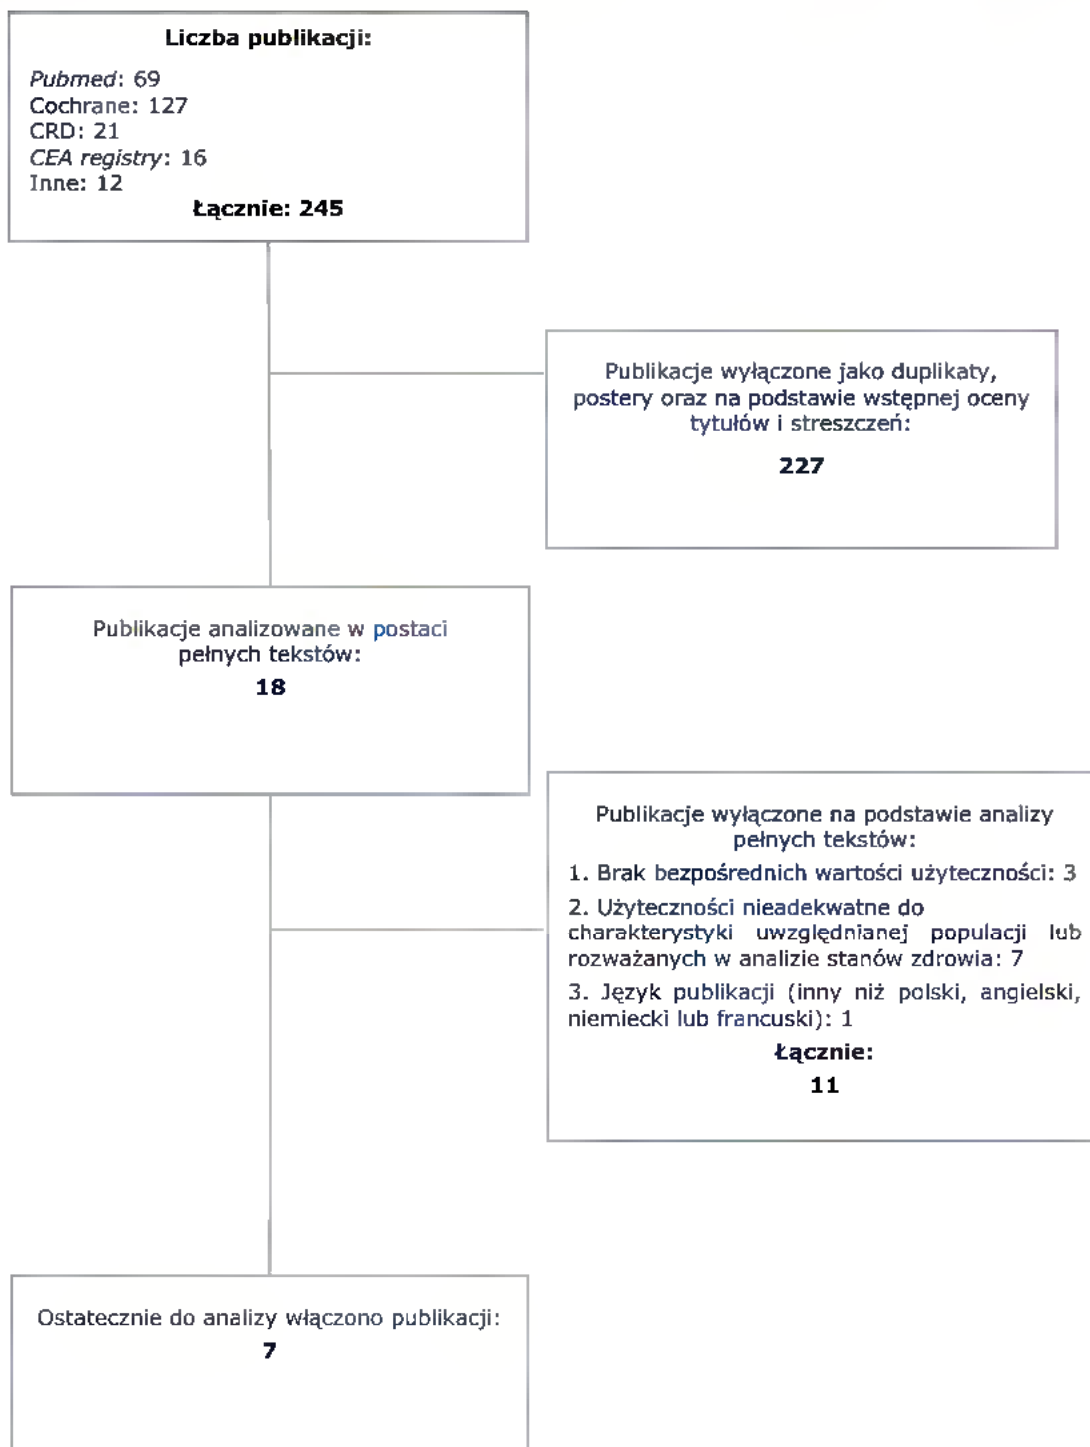 Liczba publikacji:
Pubmed: 69
Cochrane: 127
CRD: 21
CEA registry: 16
Inne: 12
Łącznie: 245
Publikacje wyłączone jako duplikaty,
postery oraz na podstawie wstępnej oceny
tytułów i streszczeń:
227
Publikacje analizowane w postaci
pełnych tekstów:
18
Publikacje wyłączone na podstawie analizy
pełnych tekstów:
1. Brak bezpośrednich wartości użyteczności: 3
2. Użyteczności nieadekwatne do
charakterystyki uwzględnianej populacji lub
rozważanych w analizie stanów zdrowia: 7
3. Język publikacji (inny niż polski, angielski,
niemiecki lub francuski): 1
Łącznie:
11
Ostatecznie do analizy włączono publikacji:
7